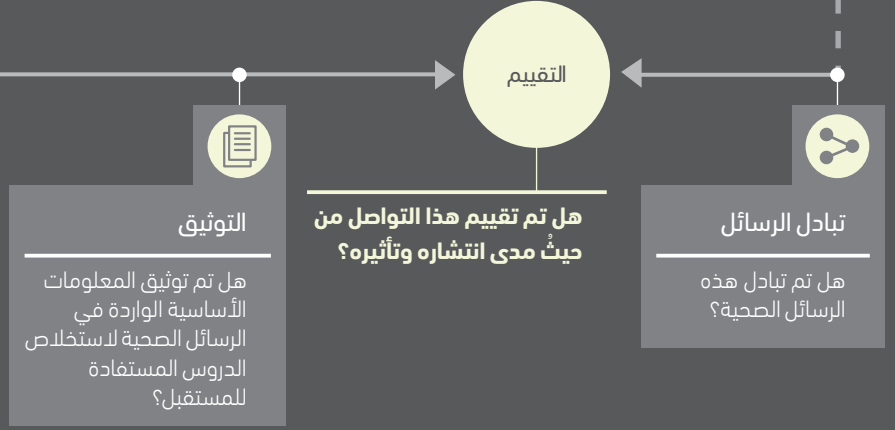 التقييم
تبادل الرسائل
هل تم تبادل هذه
الرسائل الصحية؟
هل تم تقييم هذا التواصل من
حيثُ مدى انتشاره وتأثيره؟
التوثيق
هل تم توثيق المعلومات
الأساسية الواردة في
الرسائل الصحية لاستخلاص
الدروس المستفادة
للمستقبل؟